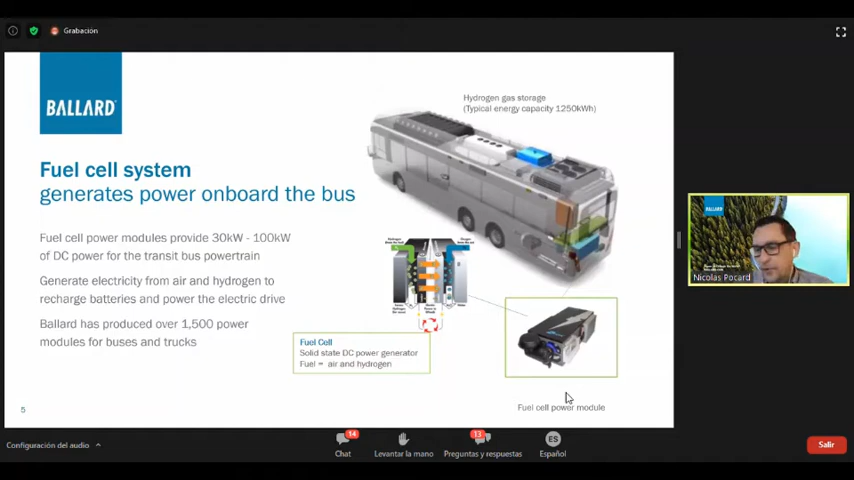 Grabación
BALLARD
Hydrogen gas storage
(Typical energy capacity 1250kWh)
Fuel cell system
generates power onboard the bus
Fuel cell power modules provide 30kW - 100kW
of DC power for the transit bus powertrain
Generate electricity from air and hydrogen to
recharge batteries and power the electric drive
Ballard has produced over 1,500 power
modules for buses and trucks
Fuel Cell
Solid state DC power generator
Fuel = air and hydrogen
Fuel cell power module
5
BALLARD
Nicolas Pocard
Configuración del audio
14
Chat
Levantar la mano
13
Preguntas y respuestas
ES
Español
Salir